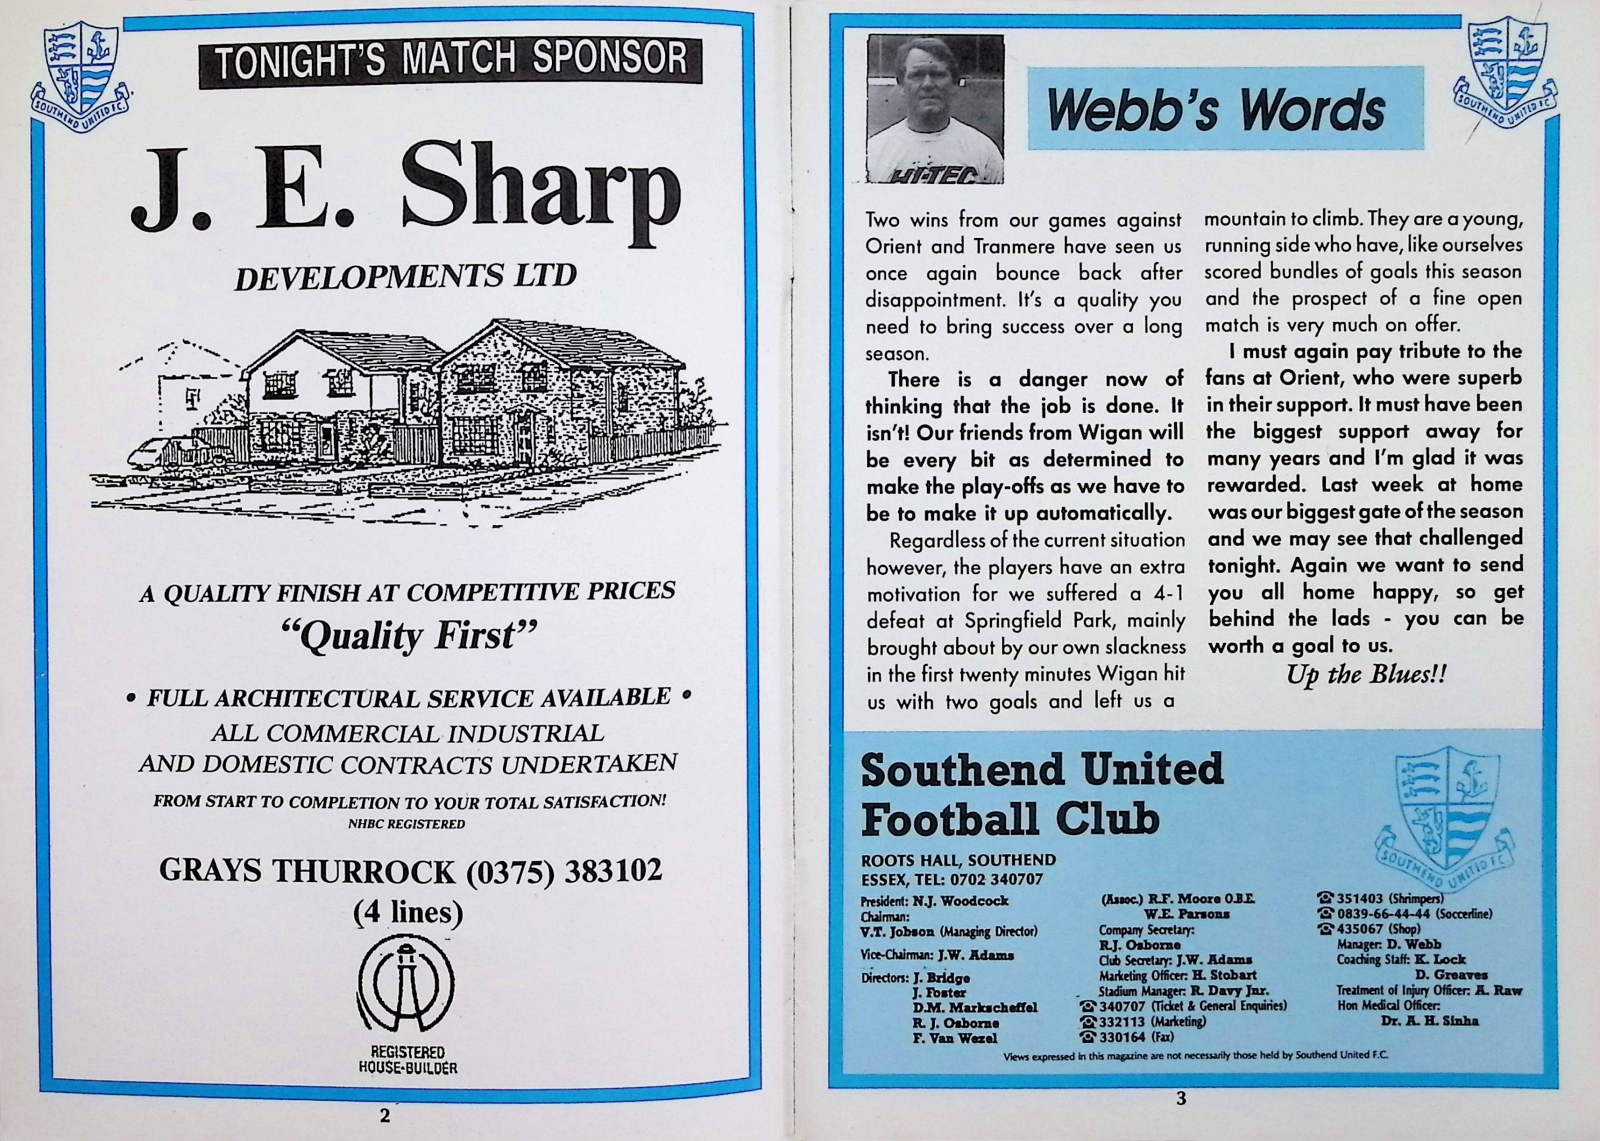 SOUTHEND UNITED F.C.
TONIGHT'S MATCH SPONSOR
J. E. Sharp
DEVELOPMENTS LTD
A QUALITY FINISH AT COMPETITIVE PRICES
“Quality First”
• FULL ARCHITECTURAL SERVICE AVAILABLE •
ALL COMMERCIAL INDUSTRIAL
AND DOMESTIC CONTRACTS UNDERTAKEN
FROM START TO COMPLETION TO YOUR TOTAL SATISFACTION!
NHBC REGISTERED
GRAYS THURROCK (0375) 383102
(4 lines)
REGISTERED
HOUSE-BUILDER
2
HI-TEC
Webb's Words
SOUTHEND UNITED F.C.
Two wins from our games against
Orient and Tranmere have seen us
once again bounce back after
disappointment. It's a quality you
need to bring success over a long
season.
There is a danger now of
thinking that the job is done. It
isn't! Our friends from Wigan will
be every bit as determined to
make the play-offs as we have to
be to make it up automatically.
Regardless of the current situation
however, the players have an extra
motivation for we suffered a 4-1
defeat at Springfield Park, mainly
brought about by our own slackness
in the first twenty minutes Wigan hit
us with two goals and left us a
mountain to climb. They are a young,
running side who have, like ourselves
scored bundles of goals this season
and the prospect of a fine open
match is very much on offer.
I must again pay tribute to the
fans at Orient, who were superb
in their support. It must have been
the biggest support away for
many years and I'm glad it was
rewarded. Last week at home
was our biggest gate of the season
and we may see that challenged
tonight. Again we want to send
you all home happy, so get
behind the lads - you can be
worth a goal to us.
Up the Blues!!
Southend United
Football Club
SOUTHEND UNITED F.C.
ROOTS HALL, SOUTHEND
ESSEX, TEL: 0702 340707
President: N.J. Woodcock
Chairman:
V.T. Jobson (Managing Director)
Vice-Chairman: J.W. Adams
Directors: J. Bridge
J. Foster
D.M. Markscheffel
R. J. Osborne
F. Van Wezel
(Assoc.) R.F. Moore O.B.E.
W.E. Parsons
Company Secretary:
R.J. Osborne
Club Secretary: J.W. Adams
Marketing Officer: H. Stobart
Stadium Manager: R. Davy Jnr.
☎ 340707 (Ticket & General Enquiries)
☎ 332113 (Marketing)
☎ 330164 (Fax)
☎ 351403 (Shrimpers)
☎ 0839-66-44-44 (Soccerline)
☎ 435067 (Shop)
Manager: D. Webb
Coaching Staff: K. Lock
D. Greaves
Treatment of Injury Officer: A. Raw
Hon Medical Officer:
Dr. A. H. Sinha
Views expressed in this magazine are not necessarily those held by Southend United F.C.
3